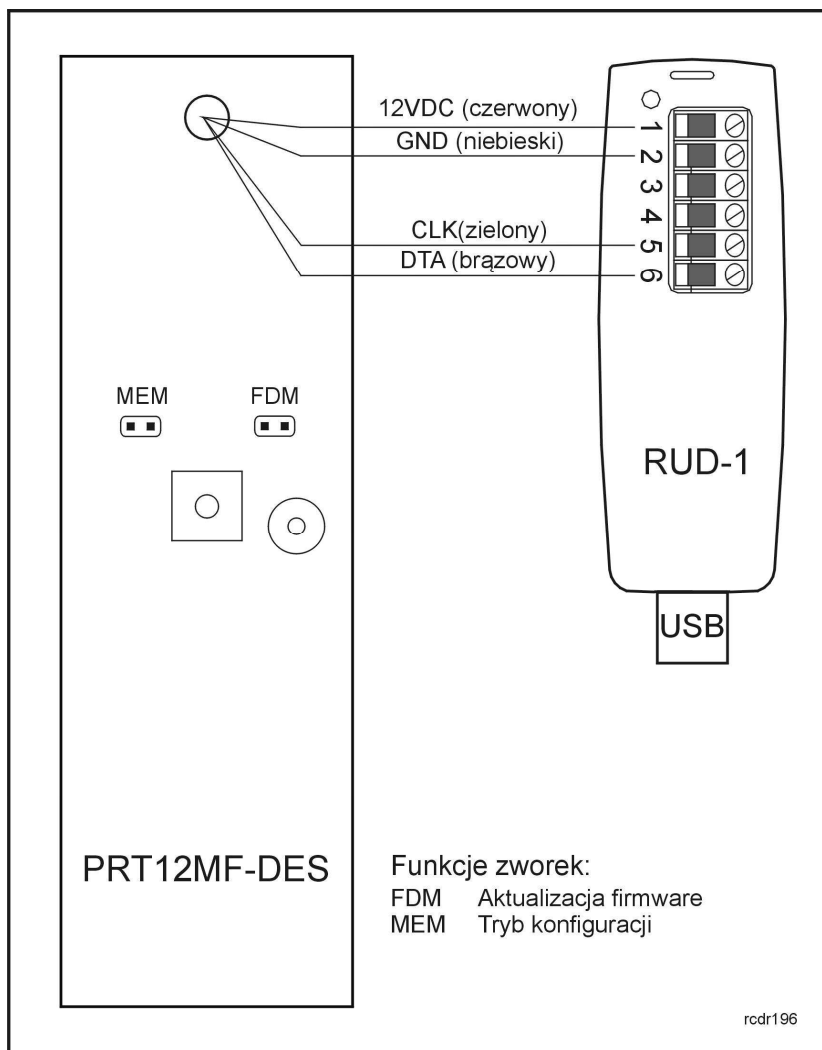 12VDC (czerwony)
GND (niebieski)
CLK(zielony)
DTA (brązowy)
1
2
3
4
5
6
MEM
FDM
RUD-1
USB
PRT12MF-DES
Funkcje zworek:
FDM Aktualizacja firmware
MEM Tryb konfiguracji
rcdr196